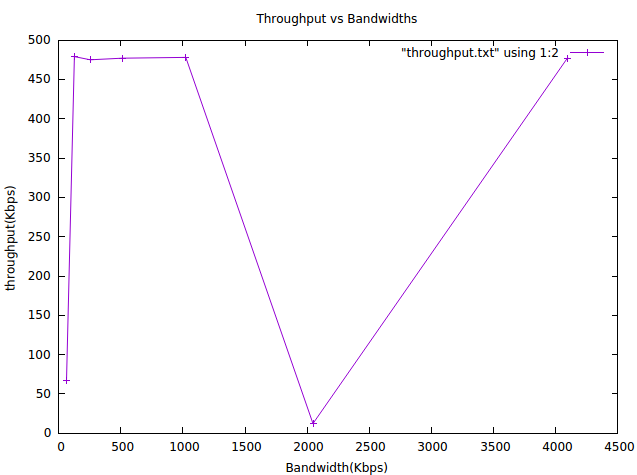 Throughput vs Bandwidths
"throughput.txt" using 1:2
500
450
400
350
300
250
200
150
100
50
0
throughput(Kbps)
0 500 1000 1500 2000 2500 3000 3500 4000 4500
Bandwidth(Kbps)